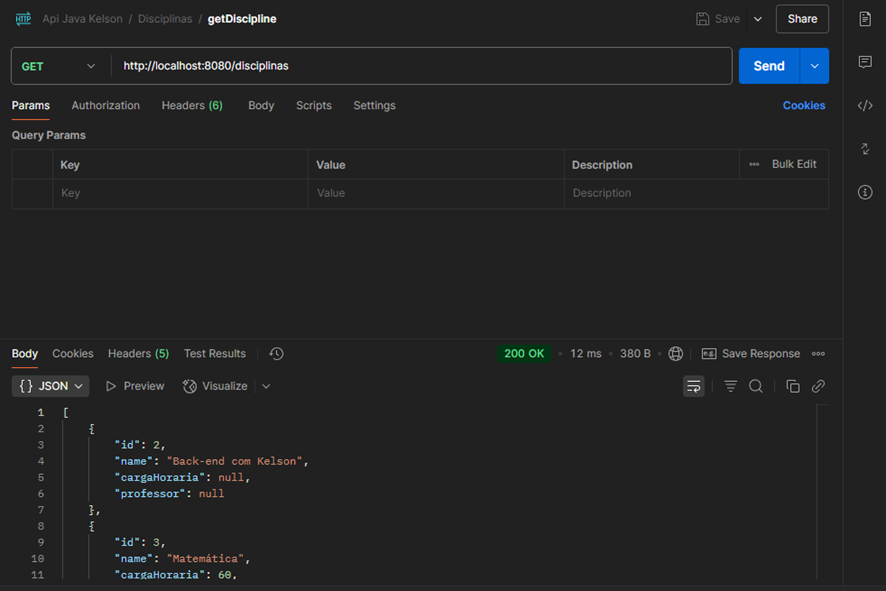 HTTP Api Java Kelson / Disciplinas / getDiscipline Save Share
GET http://localhost:8080/disciplinas Send
Params Authorization Headers (6) Body Scripts Settings Cookies
Query Params
Key Value Description ••• Bulk Edit
Key Value Description
Body Cookies Headers (5) Test Results 200 OK • 12 ms • 380 B • Save Response •••
{ } JSON Preview Visualize
1 [
2 {
3 "id": 2,
4 "name": "Back-end com Kelson",
5 "cargaHoraria": null,
6 "professor": null
7 },
8 {
9 "id": 3,
10 "name": "Matemática",
11 "cargaHoraria": 60,